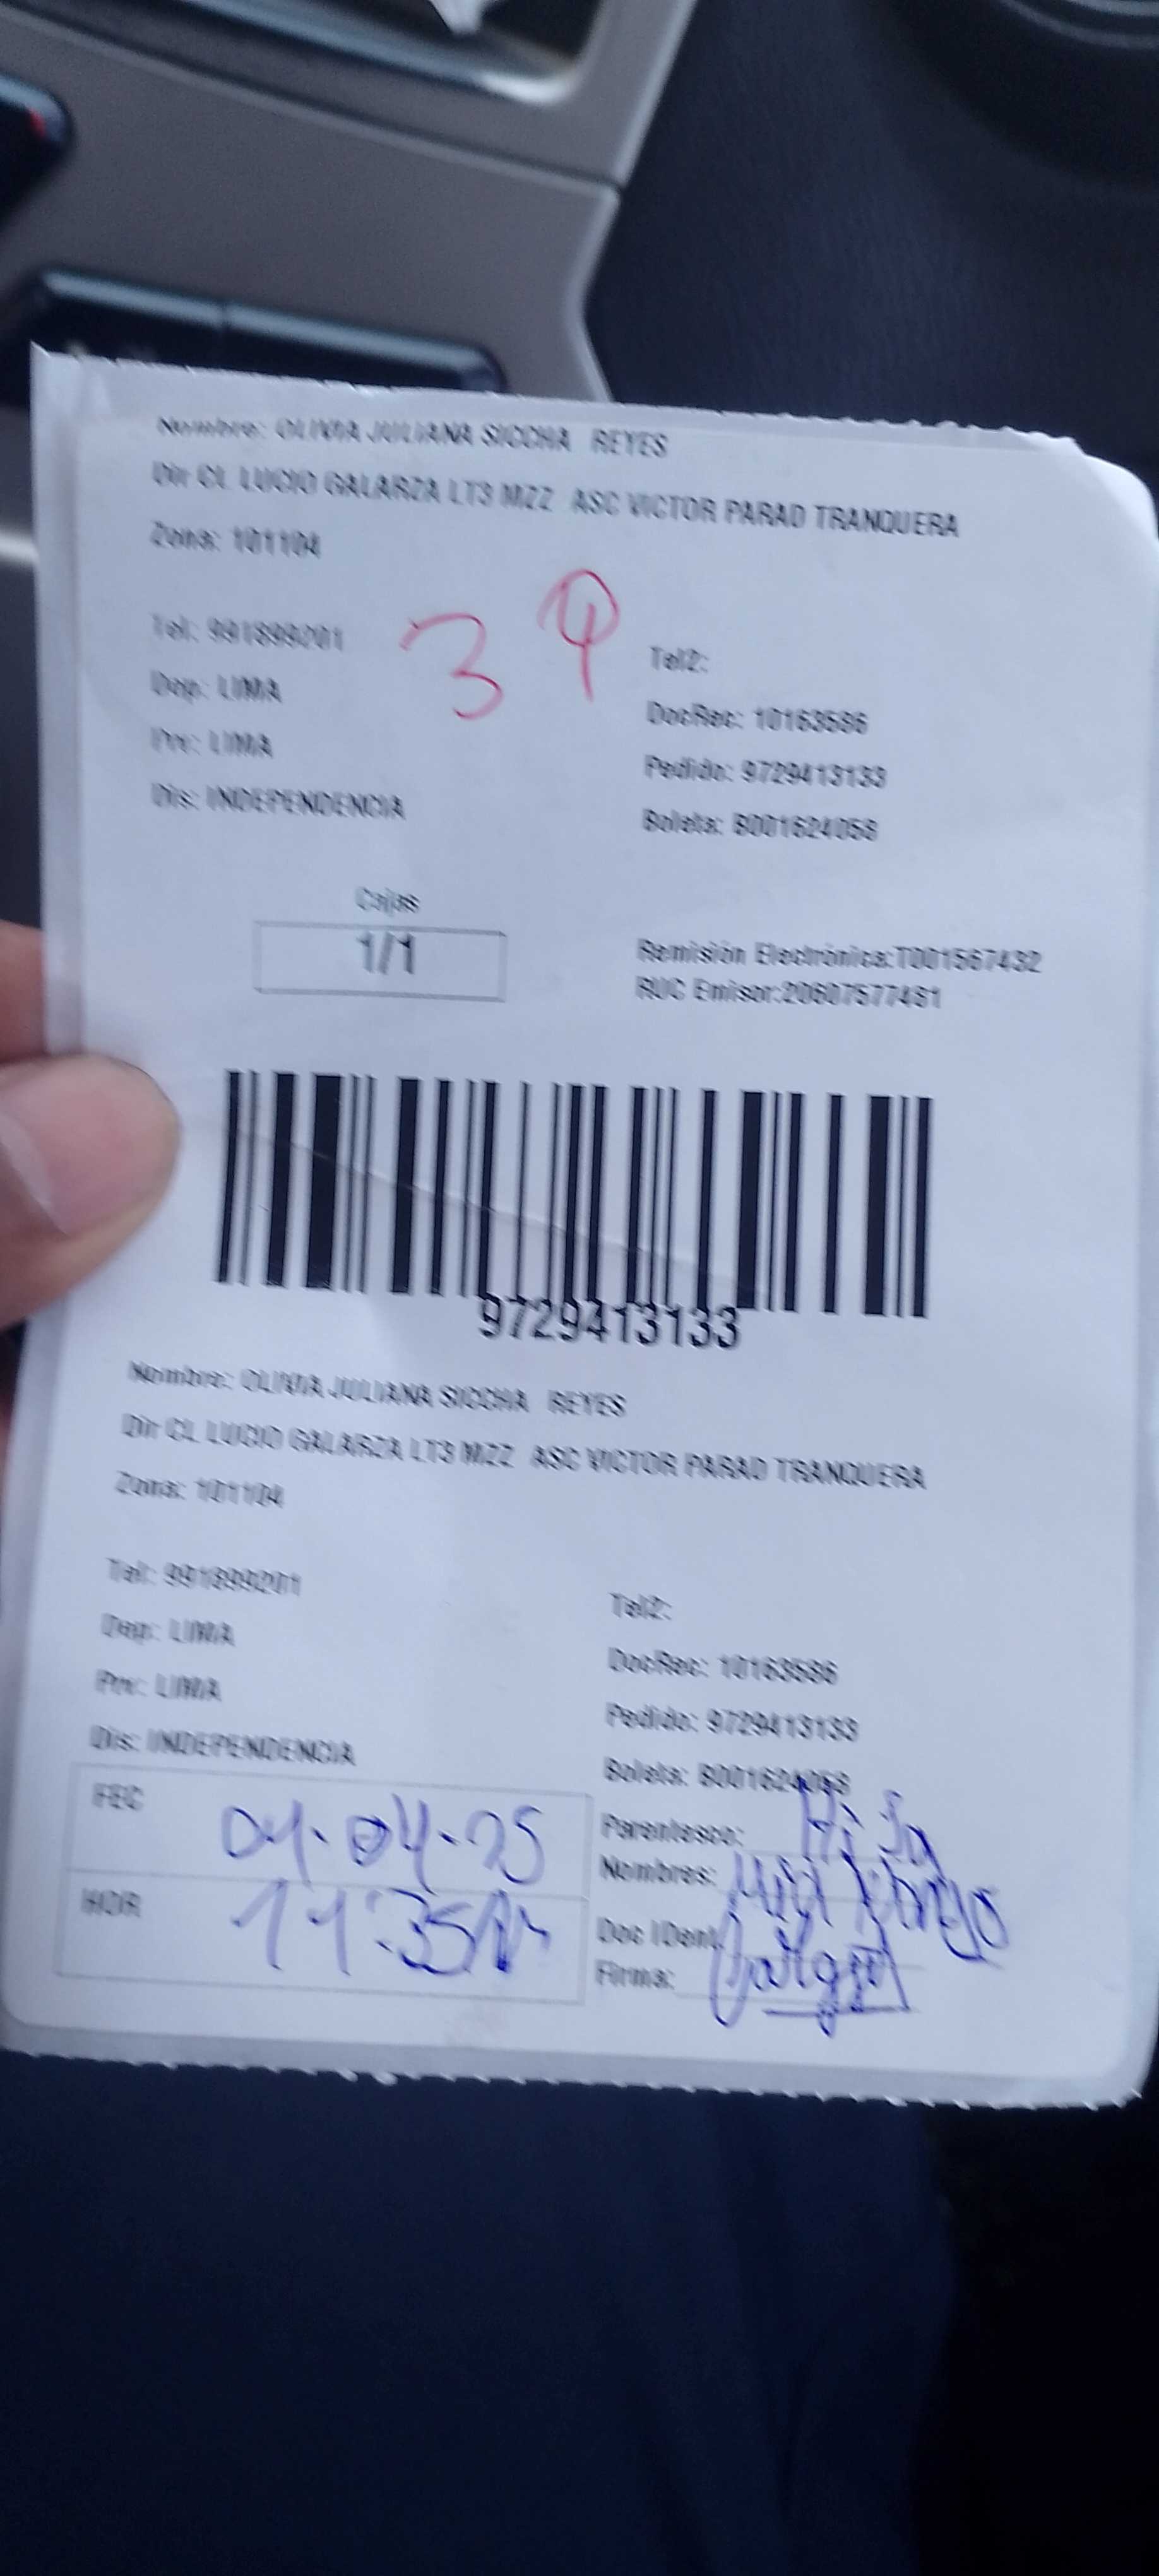 Nombre: OLIVIA JULIANA SICCHA REYES
Dir CL LUCIO GALARZA LT3 MZZ ASC VICTOR PARAD TRANQUERA
Zona: 101104
3
Tel: 991899201
Tel2:
Dep: LIMA
DocRec: 10163586
Prv: LIMA
Pedido: 9729413133
Dis: INDEPENDENCIA
Boleta: B001624058
Cajas
1/1
Remisión Electrónica:T001567432
RUC Emisor:20607577481
9729413133
Nombre: OLIVIA JULIANA SICCHA REYES
Dir CL LUCIO GALARZA LT3 MZZ ASC VICTOR PARAD TRANQUERA
Zona: 101104
Tel: 991899201
Tel2:
Dep: LIMA
DocRec: 10163586
Prv: LIMA
Pedido: 9729413133
Dis: INDEPENDENCIA
Boleta: B001624058
FEC 04-04-25
Parentesco: Hija
Nombres:
HOR 11:35
Doc IDent
Firma: